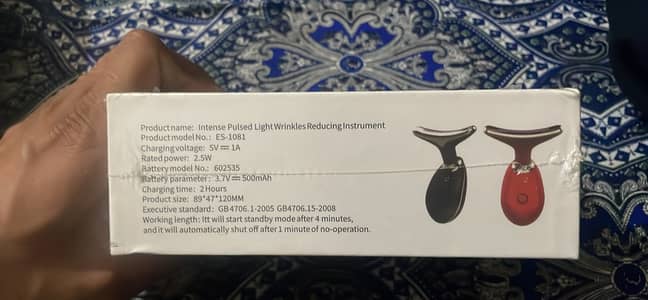 Product name: Intense Pulsed Light Wrinkles Reducing Instrument
Product model No.: ES-1081
Charging voltage: 5V⎓1A
Rated power: 2.5W
Battery model No.: 602535
Battery parameter: 3.7V⎓500mAh
Charging time: 2 Hours
Product size: 89*47*120MM
Executive standard: GB4706.1-2005 GB4706.15-2008
Working length: Itt will start standby mode after 4 minutes,
and it will automatically shut off after 1 minute of no-operation.